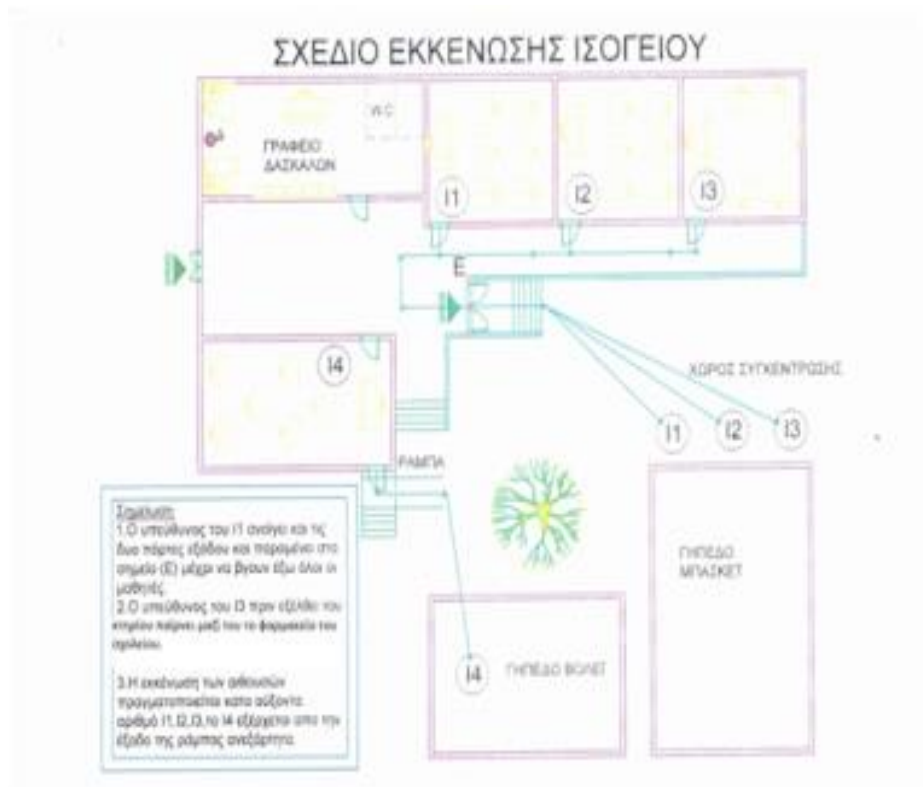 ΣΧΕΔΙΟ ΕΚΚΕΝΩΣΗΣ ΙΣΟΓΕΙΟΥ
W.C
ΓΡΑΦΕΙΟ
ΔΑΣΚΑΛΩΝ
Ι1
Ι2
Ι3
Ε
Ι4
ΧΩΡΟΣ ΣΥΓΚΕΝΤΡΩΣΗΣ
Ι1
Ι2
Ι3
ΡΑΜΠΑ
Σημείωση:
1.Ο υπεύθυνος του Ι1 ανοίγει και τις
δυο πόρτες εξόδου και παραμένει στο
σημείο (Ε) μέχρι να βγουν έξω όλοι οι
μαθητές.
2.Ο υπεύθυνος του Ι3 πριν εξέλθει του
κτηρίου παίρνει μαζί του το φαρμακείο του
σχολείου.
3.Η εκκένωση των αιθουσών
πραγματοποιείται κατα αύξοντα
αριθμό Ι1,Ι2,Ι3,το Ι4 εξέρχεται απο την
έξοδο της ράμπας ανεξάρτητα.
ΓΗΠΕΔΟ
ΜΠΑΣΚΕΤ
Ι4
ΓΗΠΕΔΟ ΒΟΛΕΪ